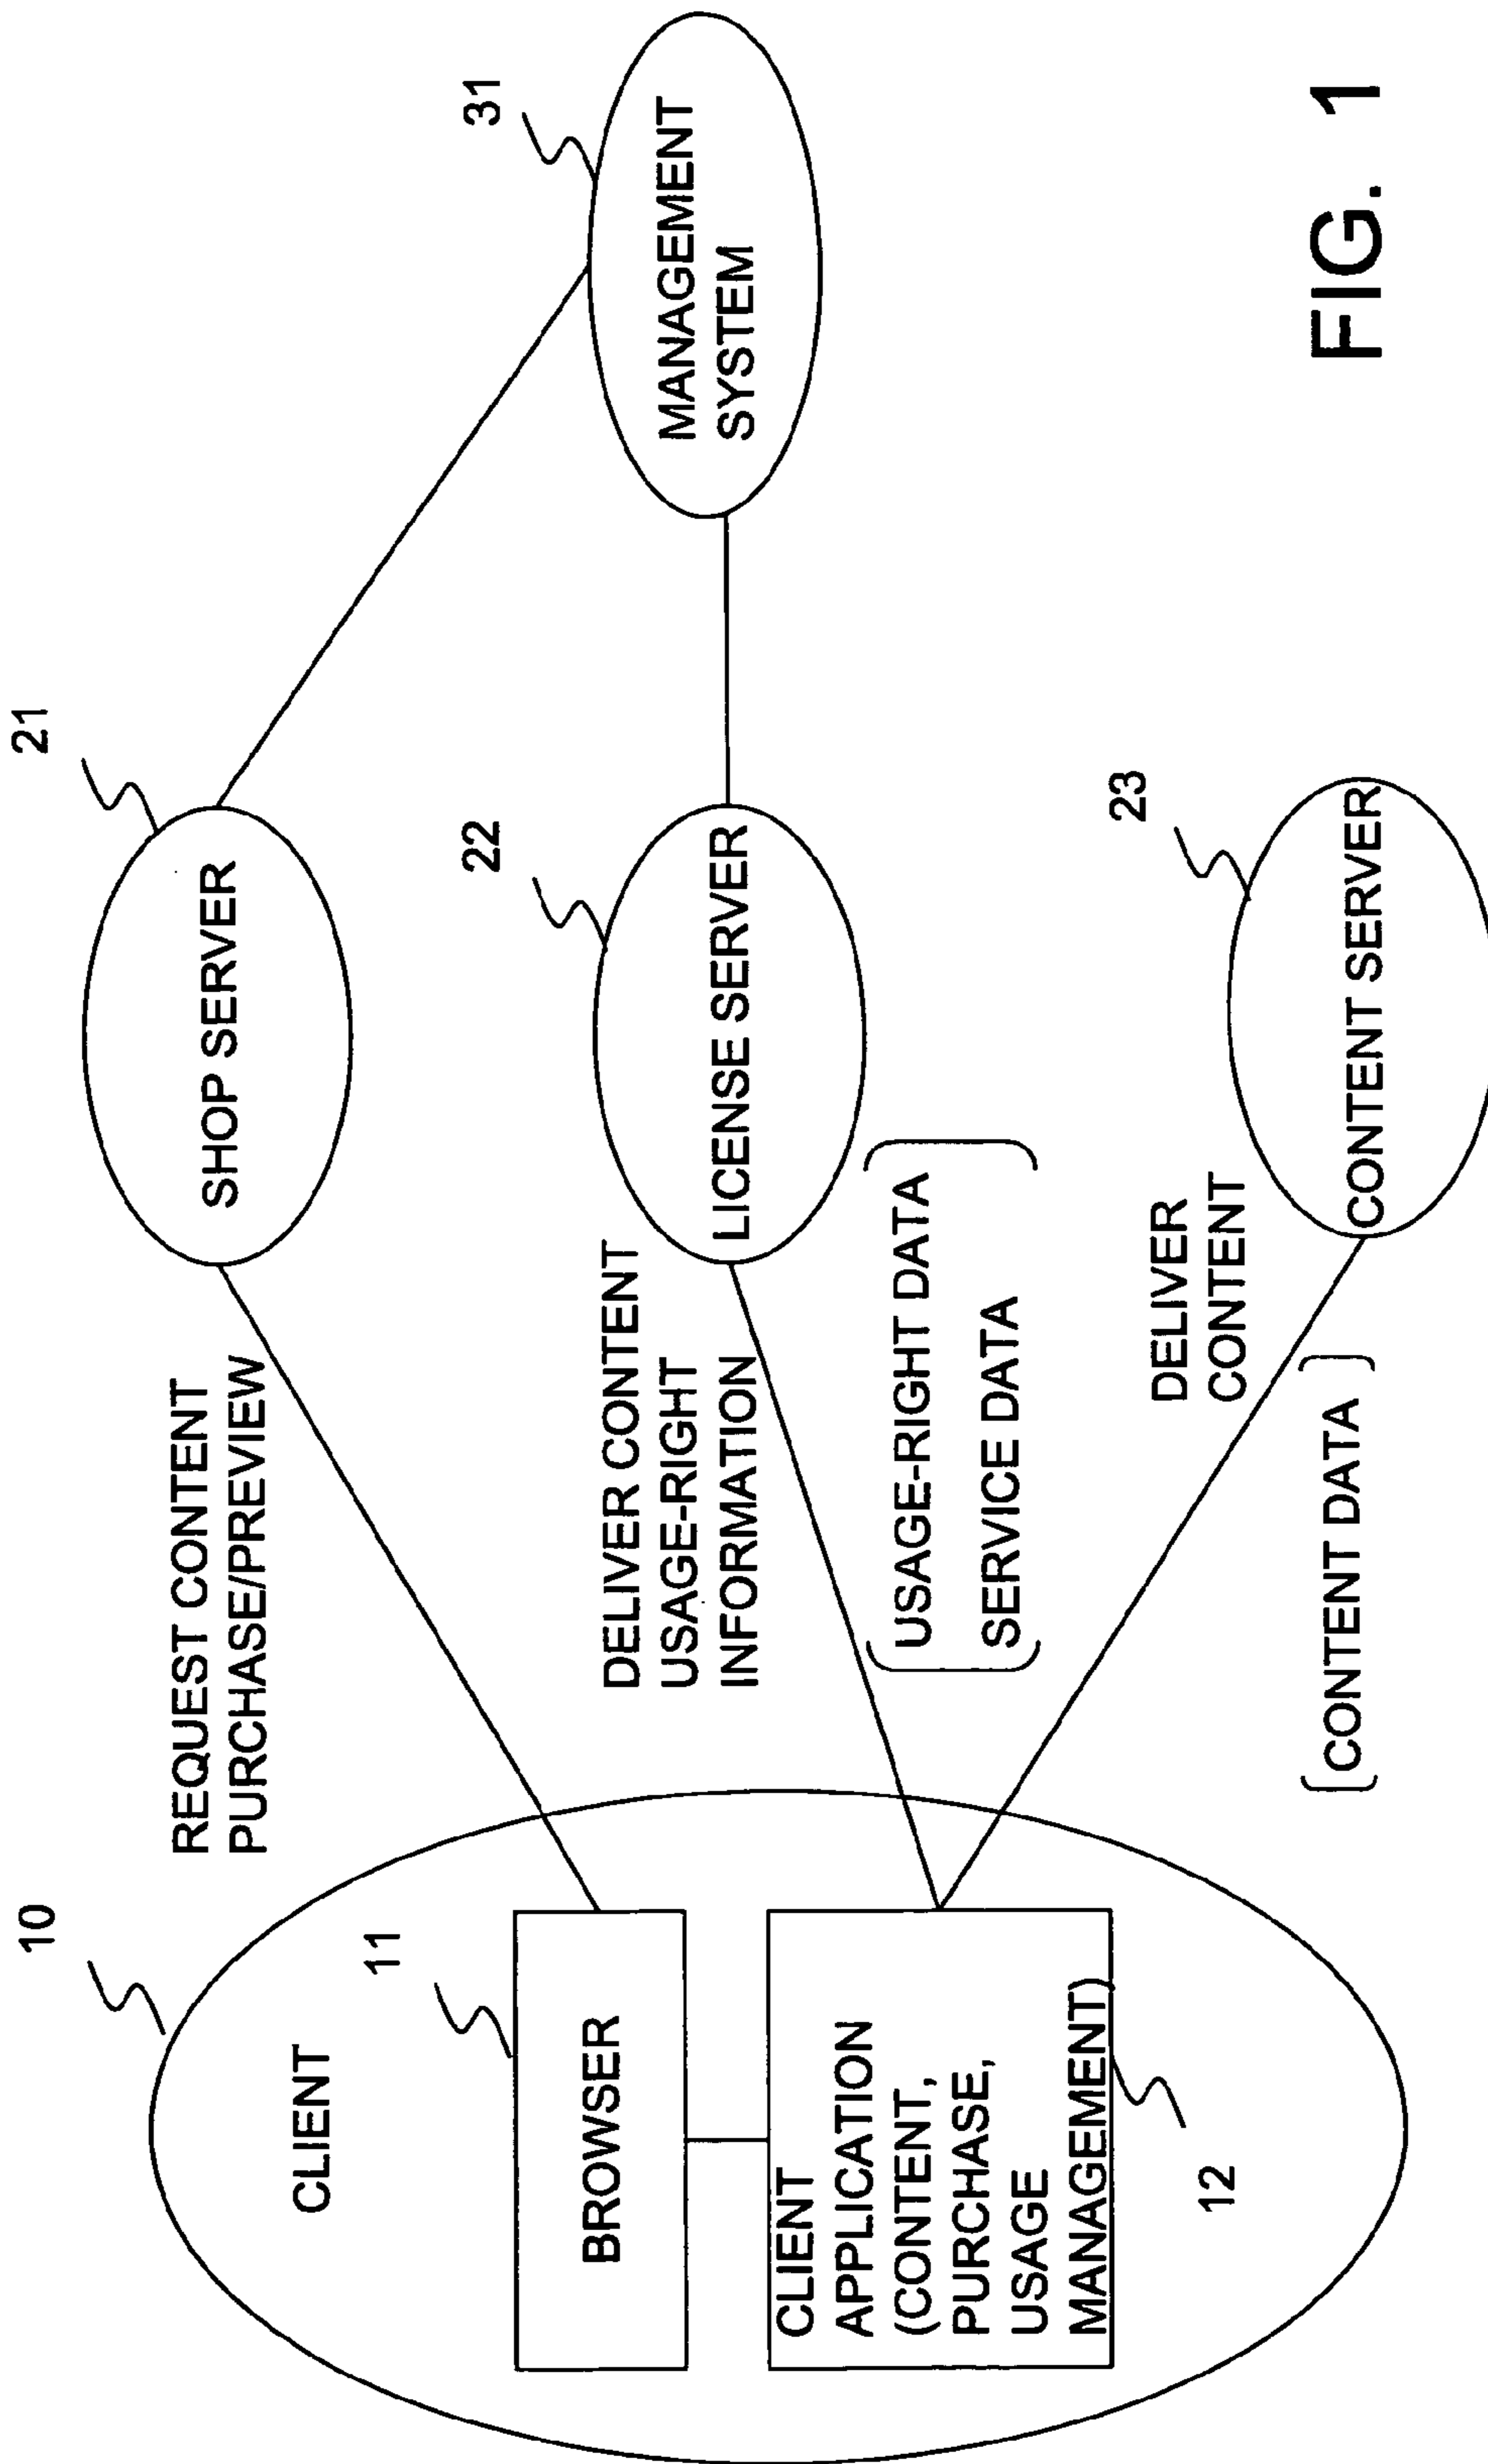 10
CLIENT
11
BROWSER
CLIENT
APPLICATION
(CONTENT,
PURCHASE,
USAGE
MANAGEMENT)
12
REQUEST CONTENT
PURCHASE/PREVIEW
DELIVER CONTENT
USAGE-RIGHT
INFORMATION
USAGE-RIGHT DATA
SERVICE DATA
DELIVER
CONTENT
CONTENT DATA
21
SHOP SERVER
22
LICENSE SERVER
23
CONTENT SERVER
31
MANAGEMENT
SYSTEM
FIG. 1